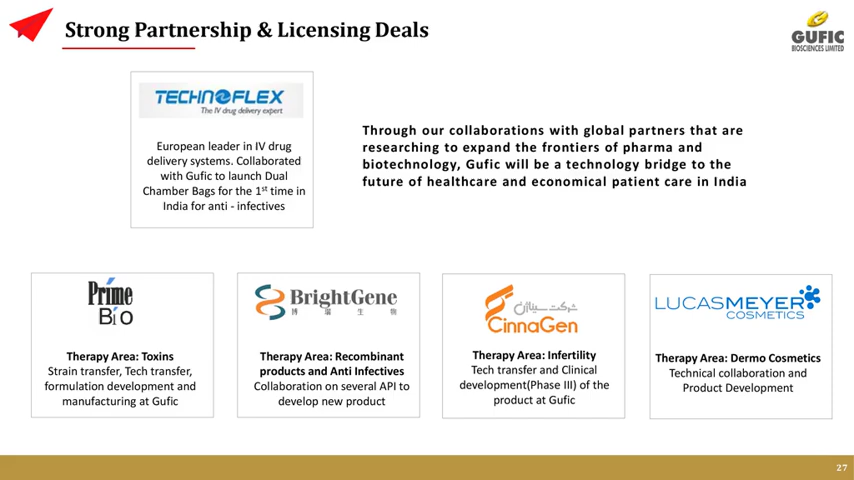 Strong Partnership & Licensing Deals
GUFIC
BIOSCIENCES LIMITED
TECHNOFLEX
The IV drug delivery expert
European leader in IV drug
delivery systems. Collaborated
with Gufic to launch Dual
Chamber Bags for the 1st time in
India for anti - infectives
Through our collaborations with global partners that are
researching to expand the frontiers of pharma and
biotechnology, Gufic will be a technology bridge to the
future of healthcare and economical patient care in India
Prime
Bio
Therapy Area: Toxins
Strain transfer, Tech transfer,
formulation development and
manufacturing at Gufic
BrightGene
博 瑞 生 物
Therapy Area: Recombinant
products and Anti Infectives
Collaboration on several API to
develop new product
شرکت سیناژن
CinnaGen
Therapy Area: Infertility
Tech transfer and Clinical
development(Phase III) of the
product at Gufic
LUCASMEYER
COSMETICS
Therapy Area: Dermo Cosmetics
Technical collaboration and
Product Development
27